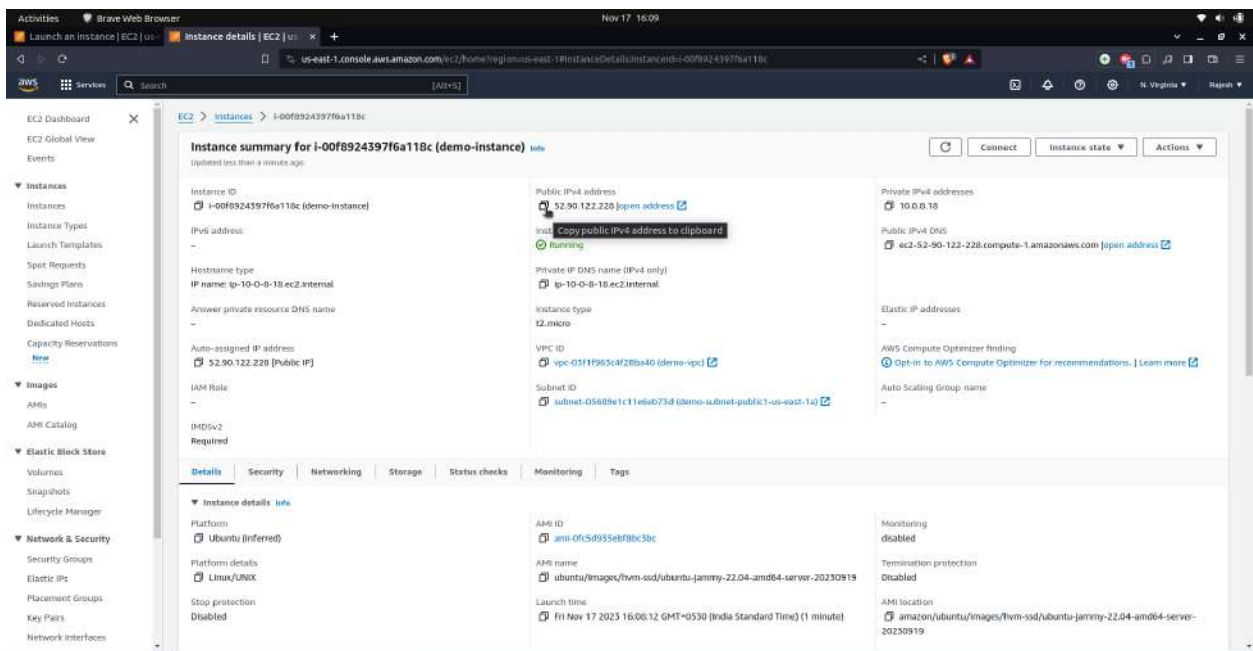 Activities Brave Web Browser Nov 17 16:09
Launch an instance | EC2 | us- Instance details | EC2 | us
us-east-1.console.aws.amazon.com/ec2/home?region=us-east-1#InstanceDetails:instanceId=i-00f8924397f6a118c
aws Services Search [Alt+S] N. Virginia Rajesh
EC2 Dashboard
EC2 Global View
Events
Instances
Instances
Instance Types
Launch Templates
Spot Requests
Savings Plans
Reserved Instances
Dedicated Hosts
Capacity Reservations
New
Images
AMIs
AMI Catalog
Elastic Block Store
Volumes
Snapshots
Lifecycle Manager
Network & Security
Security Groups
Elastic IPs
Placement Groups
Key Pairs
Network Interfaces
EC2 > Instances > i-00f8924397f6a118c
Instance summary for i-00f8924397f6a118c (demo-instance) Info
Updated less than a minute ago
Connect Instance state Actions
Instance ID
i-00f8924397f6a118c (demo-instance)
Public IPv4 address
52.90.122.228 | open address
Private IPv4 addresses
10.0.8.18
IPv6 address
–
Inst
Copy public IPv4 address to clipboard
Running
Public IPv4 DNS
ec2-52-90-122-228.compute-1.amazonaws.com | open address
Hostname type
IP name: ip-10-0-8-18.ec2.internal
Private IP DNS name (IPv4 only)
ip-10-0-8-18.ec2.internal
Answer private resource DNS name
–
Instance type
t2.micro
Elastic IP addresses
–
Auto-assigned IP address
52.90.122.228 [Public IP]
VPC ID
(demo-vpc)
AWS Compute Optimizer finding
Opt-in to AWS Compute Optimizer for recommendations. | Learn more
IAM Role
–
Subnet ID
subnet-05689e1c11e6eb73d (demo-subnet-public1-us-east-1a)
Auto Scaling Group name
–
IMDSv2
Required
Details Security Networking Storage Status checks Monitoring Tags
Instance details Info
Platform
Ubuntu (Inferred)
AMI ID
ami-0fc5d935ebf8bc3bc
Monitoring
disabled
Platform details
Linux/UNIX
AMI name
ubuntu/images/hvm-ssd/ubuntu-jammy-22.04-amd64-server-20230919
Termination protection
Disabled
Stop protection
Disabled
Launch time
Fri Nov 17 2023 16:08:12 GMT+0530 (India Standard Time) (1 minute)
AMI location
amazon/ubuntu/images/hvm-ssd/ubuntu-jammy-22.04-amd64-server-
20230919